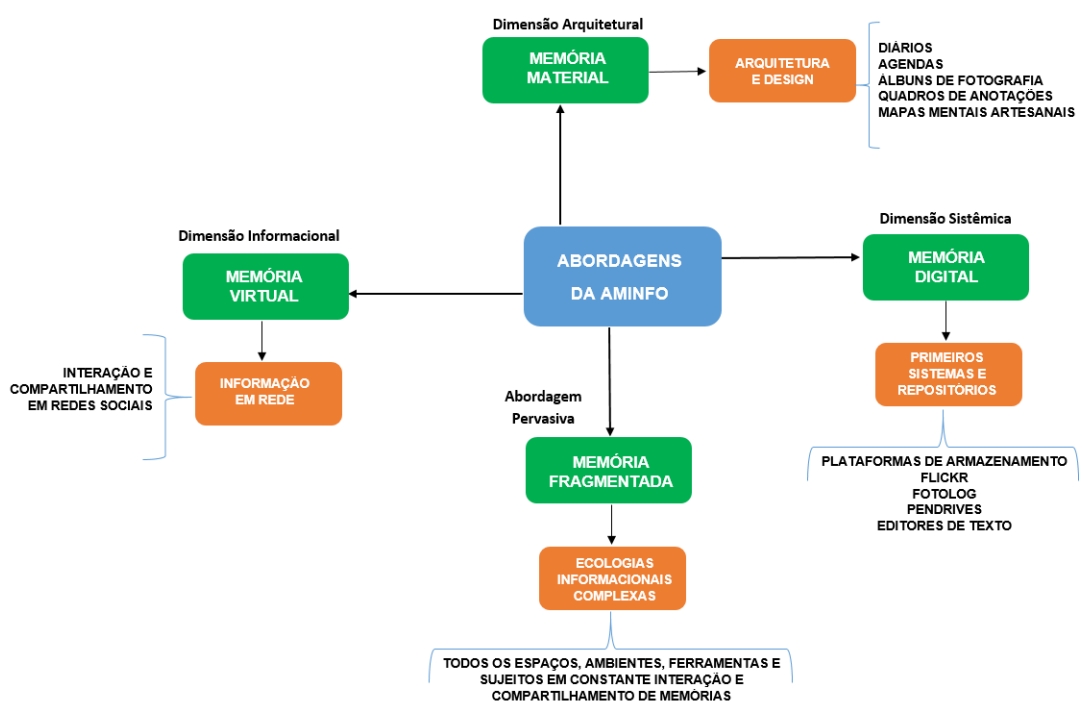 Dimensão Arquitetural
MEMÓRIA
MATERIAL
ARQUITETURA
E DESIGN
DIÁRIOS
AGENDAS
ÁLBUNS DE FOTOGRAFIA
QUADROS DE ANOTAÇÕES
MAPAS MENTAIS ARTESANAIS
Dimensão Informacional
MEMÓRIA
VIRTUAL
INFORMAÇÃO
EM REDE
INTERAÇÃO E
COMPARTILHAMENTO
EM REDES SOCIAIS
ABORDAGENS
DA AMINFO
Dimensão Sistêmica
MEMÓRIA
DIGITAL
PRIMEIROS
SISTEMAS E
REPOSITÓRIOS
PLATAFORMAS DE ARMAZENAMENTO
FLICKR
FOTOLOG
PENDRIVES
EDITORES DE TEXTO
Abordagem
Pervasiva
MEMÓRIA
FRAGMENTADA
ECOLOGIAS
INFORMACIONAIS
COMPLEXAS
TODOS OS ESPAÇOS, AMBIENTES, FERRAMENTAS E
SUJEITOS EM CONSTANTE INTERAÇÃO E
COMPARTILHAMENTO DE MEMÓRIAS